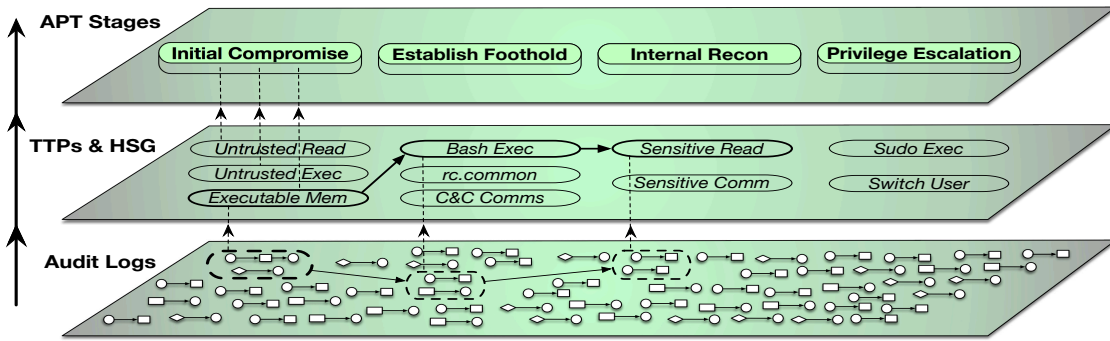 APT Stages
Initial Compromise
Establish Foothold
Internal Recon
Privilege Escalation
TTPs & HSG
Untrusted Read
Bash Exec
Sensitive Read
Sudo Exec
Untrusted Exec
rc.common
Sensitive Comm
Switch User
Executable Mem
C&C Comms
Audit Logs